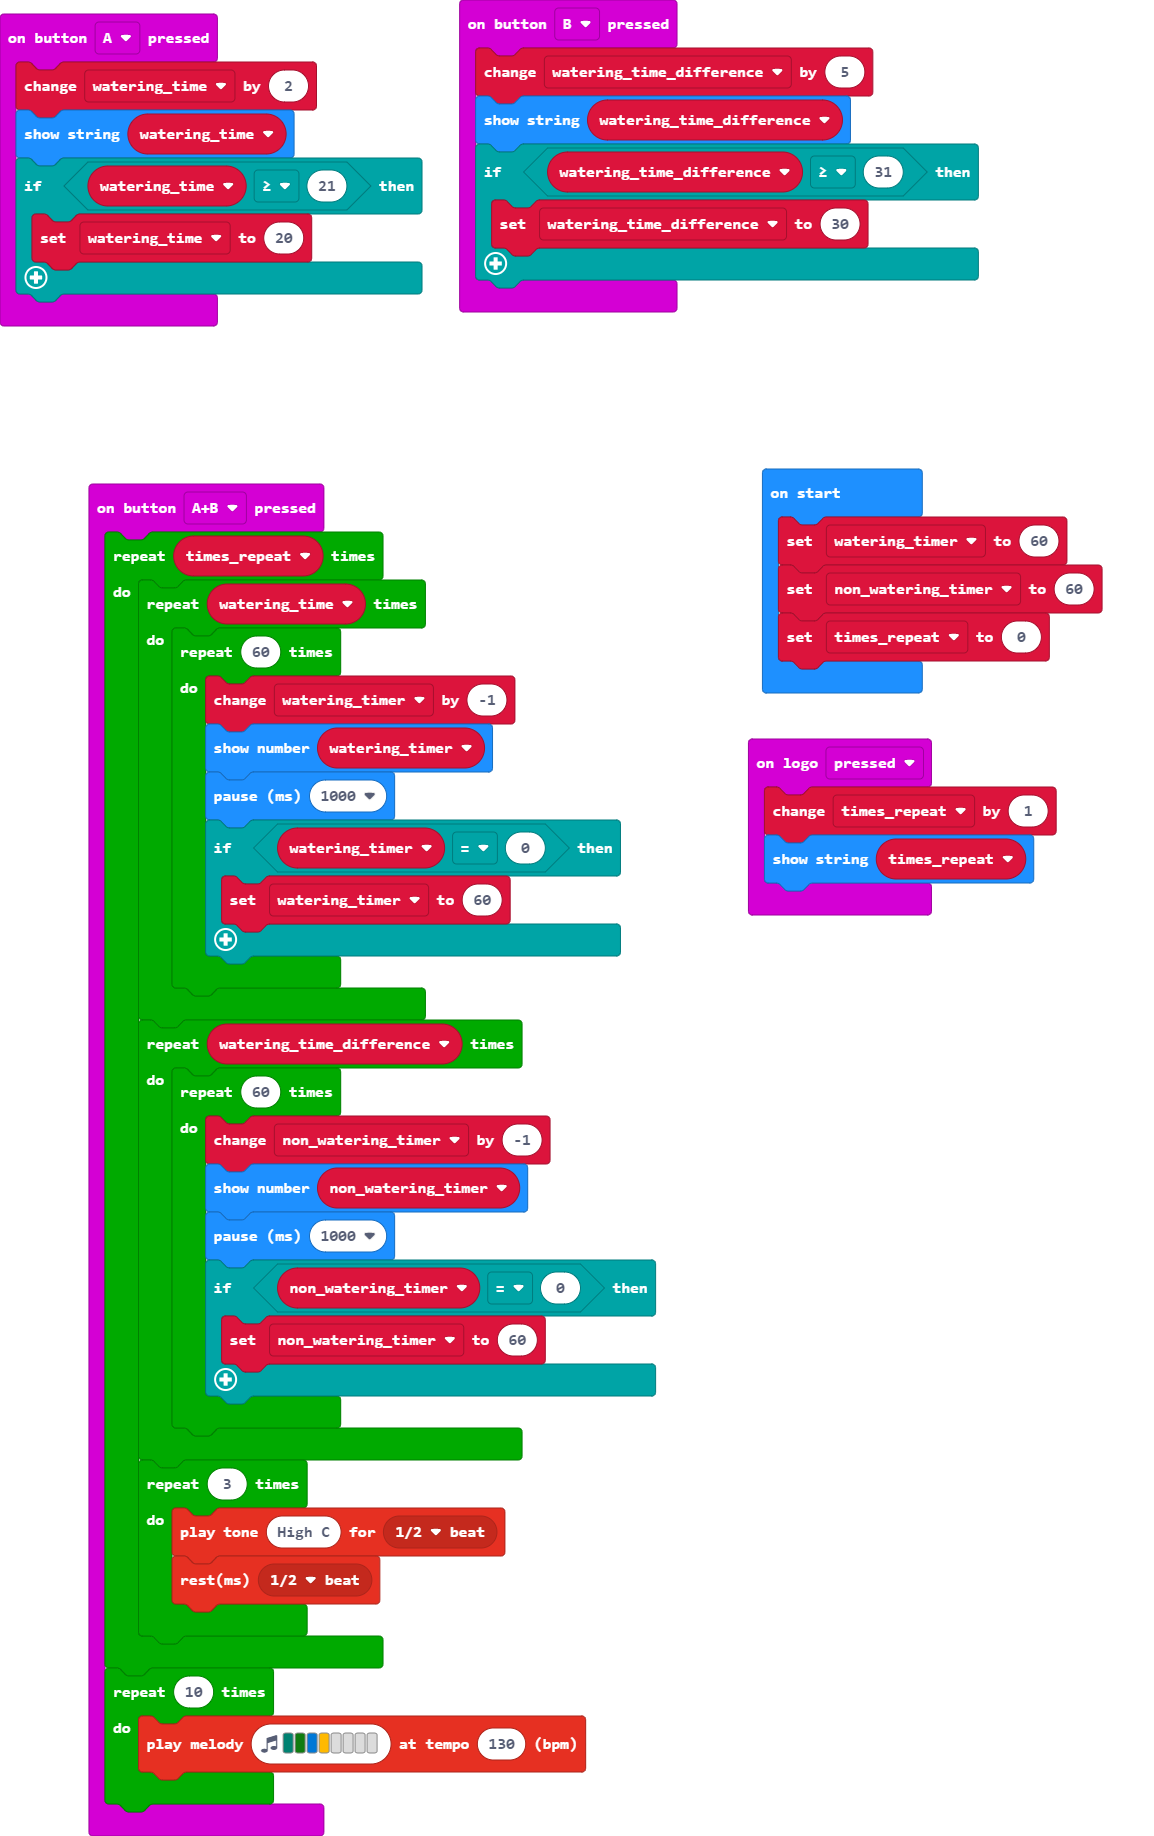 on button A pressed
change watering_time by 2
show string watering_time
if watering_time ≥ 21 then
set watering_time to 20
on button B pressed
change watering_time_difference by 5
show string watering_time_difference
if watering_time_difference ≥ 31 then
set watering_time_difference to 30
on button A+B pressed
repeat times_repeat times
do
repeat watering_time times
do
repeat 60 times
do
change watering_timer by -1
show number watering_timer
pause (ms) 1000
if watering_timer = 0 then
set watering_timer to 60
repeat watering_time_difference times
do
repeat 60 times
do
change non_watering_timer by -1
show number non_watering_timer
pause (ms) 1000
if non_watering_timer = 0 then
set non_watering_timer to 60
repeat 3 times
do
play tone High C for 1/2 beat
rest(ms) 1/2 beat
repeat 10 times
do
play melody at tempo 130 (bpm)
on start
set watering_timer to 60
set non_watering_timer to 60
set times_repeat to 0
on logo pressed
change times_repeat by 1
show string times_repeat